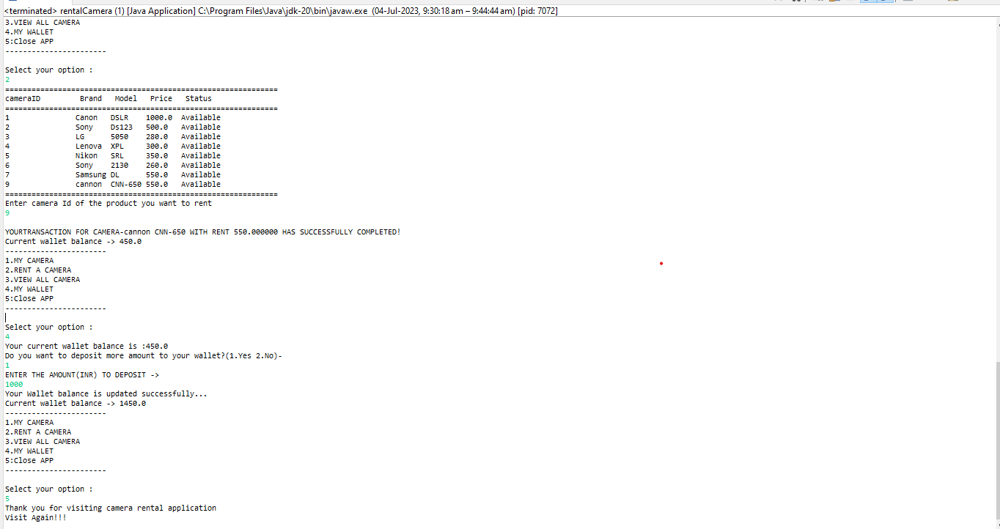 <terminated> rentalCamera (1) [Java Application] C:\Program Files\Java\jdk-20\bin\javaw.exe (04-Jul-2023, 9:30:18 am – 9:44:44 am) [pid: 7072]
3.VIEW ALL CAMERA
4.MY WALLET
5:Close APP
-----------------------
Select your option :
2
==============================================================
cameraID Brand Model Price Status
==============================================================
1 Canon DSLR 1000.0 Available
2 Sony Ds123 500.0 Available
3 LG 5050 280.0 Available
4 Lenova XPL 300.0 Available
5 Nikon SRL 350.0 Available
6 Sony 2130 260.0 Available
7 Samsung DL 550.0 Available
9 cannon CNN-650 550.0 Available
==============================================================
Enter camera Id of the product you want to rent
9
YOURTRANSACTION FOR CAMERA-cannon CNN-650 WITH RENT 550.000000 HAS SUCCESSFULLY COMPLETED!
Current wallet balance -> 450.0
-----------------------
1.MY CAMERA
2.RENT A CAMERA
3.VIEW ALL CAMERA
4.MY WALLET
5:Close APP
-----------------------
Select your option :
4
Your current wallet balance is :450.0
Do you want to deposit more amount to your wallet?(1.Yes 2.No)-
1
ENTER THE AMOUNT(INR) TO DEPOSIT ->
1000
Your Wallet balance is updated successfully...
Current wallet balance -> 1450.0
-----------------------
1.MY CAMERA
2.RENT A CAMERA
3.VIEW ALL CAMERA
4.MY WALLET
5:Close APP
-----------------------
Select your option :
5
Thank you for visiting camera rental application
Visit Again!!!